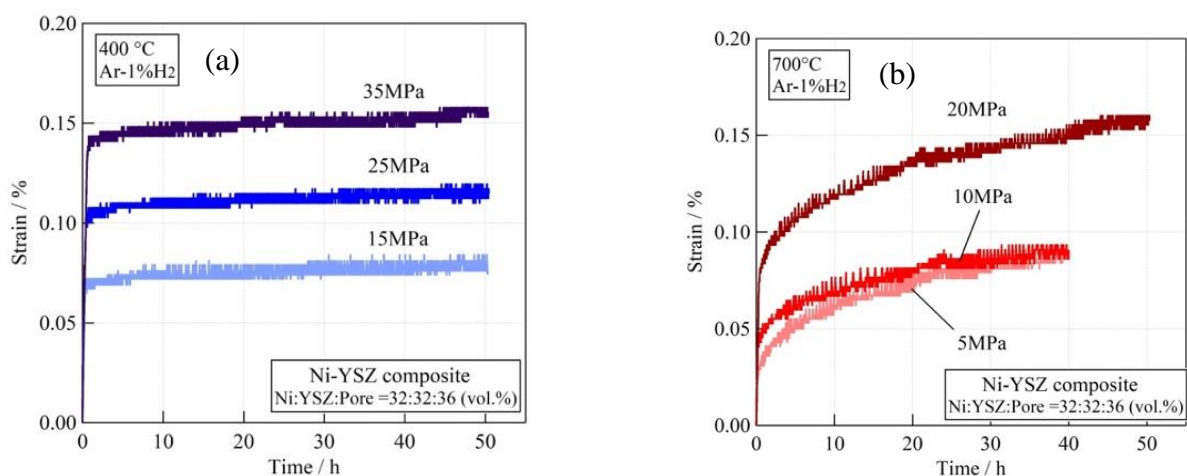 0.20
0.15
0.10
0.05
0.00
Strain / %
400 °C
Ar-1%H2
(a)
35MPa
25MPa
15MPa
Ni-YSZ composite
Ni:YSZ:Pore =32:32:36 (vol.%)
0 10 20 30 40 50
Time / h
0.20
0.15
0.10
0.05
0.00
Strain / %
700°C
Ar-1%H2
(b)
20MPa
10MPa
5MPa
Ni-YSZ composite
Ni:YSZ:Pore =32:32:36 (vol.%)
0 10 20 30 40 50
Time / h